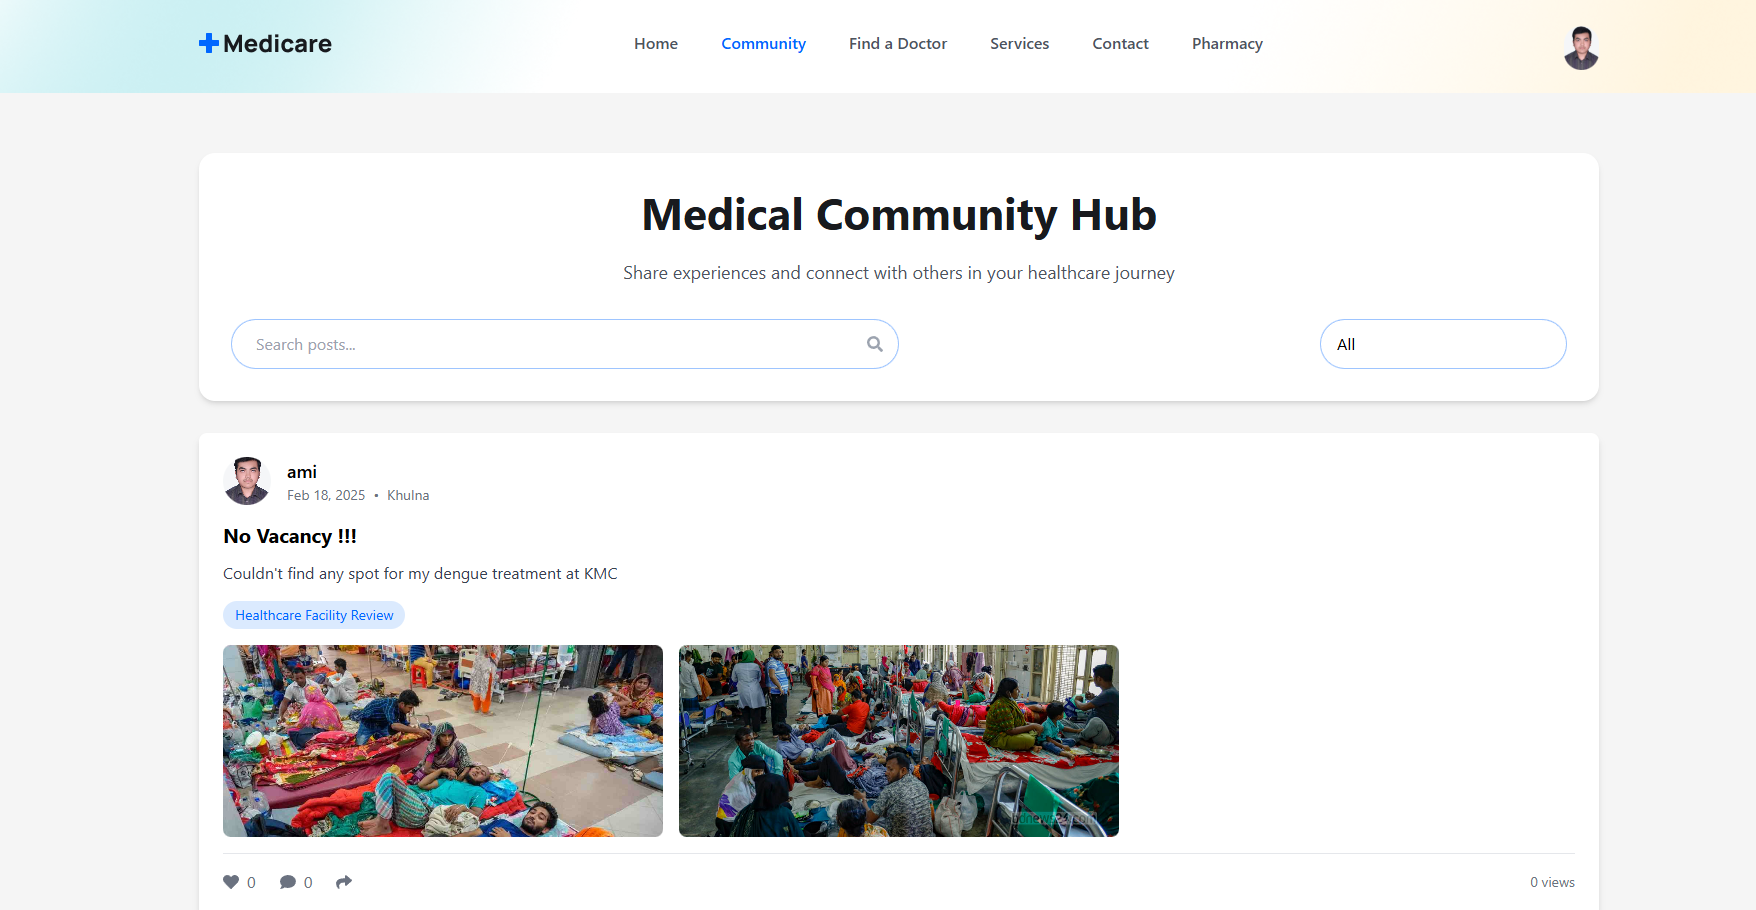 Medicare
Home
Community
Find a Doctor
Services
Contact
Pharmacy
Medical Community Hub
Share experiences and connect with others in your healthcare journey
Search posts...
All
ami
Feb 18, 2025 • Khulna
No Vacancy !!!
Couldn't find any spot for my dengue treatment at KMC
Healthcare Facility Review
0
0
0 views